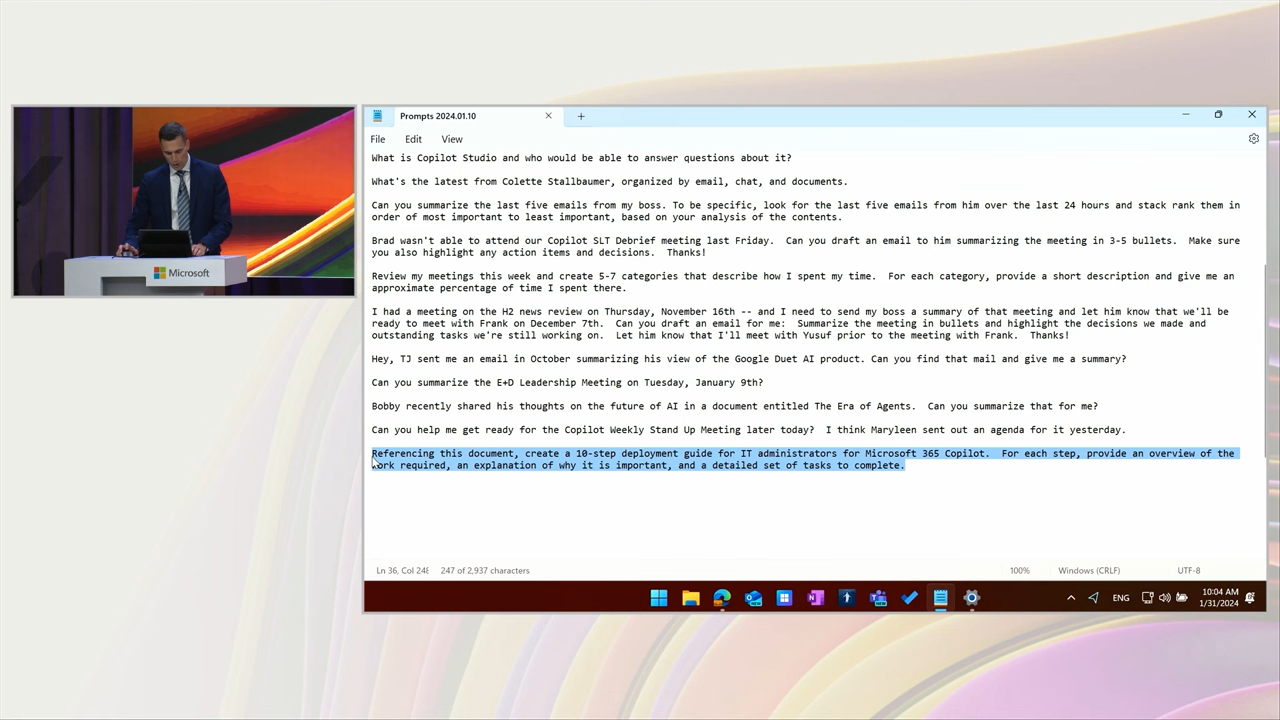 Microsoft
Prompts 2024.01.10
File Edit View
What is Copilot Studio and who would be able to answer questions about it?
What's the latest from Colette Stallbaumer, organized by email, chat, and documents.
Can you summarize the last five emails from my boss. To be specific, look for the last five emails from him over the last 24 hours and stack rank them in
order of most important to least important, based on your analysis of the contents.
Brad wasn't able to attend our Copilot SLT Debrief meeting last Friday. Can you draft an email to him summarizing the meeting in 3-5 bullets. Make sure
you also highlight any action items and decisions. Thanks!
Review my meetings this week and create 5-7 categories that describe how I spent my time. For each category, provide a short description and give me an
approximate percentage of time I spent there.
I had a meeting on the H2 news review on Thursday, November 16th -- and I need to send my boss a summary of that meeting and let him know that we'll be
ready to meet with Frank on December 7th. Can you draft an email for me: Summarize the meeting in bullets and highlight the decisions we made and
outstanding tasks we're still working on. Let him know that I'll meet with Yusuf prior to the meeting with Frank. Thanks!
Hey, TJ sent me an email in October summarizing his view of the Google Duet AI product. Can you find that mail and give me a summary?
Can you summarize the E+D Leadership Meeting on Tuesday, January 9th?
Bobby recently shared his thoughts on the future of AI in a document entitled The Era of Agents. Can you summarize that for me?
Can you help me get ready for the Copilot Weekly Stand Up Meeting later today? I think Maryleen sent out an agenda for it yesterday.
Referencing this document, create a 10-step deployment guide for IT administrators for Microsoft 365 Copilot. For each step, provide an overview of the
work required, an explanation of why it is important, and a detailed set of tasks to complete.
Ln 36, Col 248 247 of 2,937 characters 100% Windows (CRLF) UTF-8
ENG 10:04 AM
1/31/2024